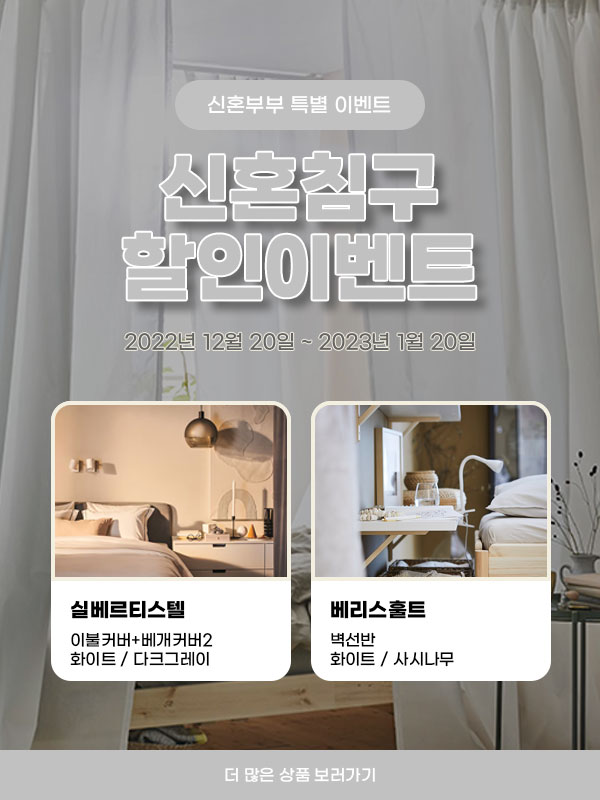 신혼부부 특별 이벤트
신혼침구
할인이벤트
2022년 12월 20일 ~ 2023년 1월 20일
실베르티스텔
이불커버+베개커버2
화이트 / 다크그레이
베리스훌트
벽선반
화이트 / 사시나무
더 많은 상품 보러가기